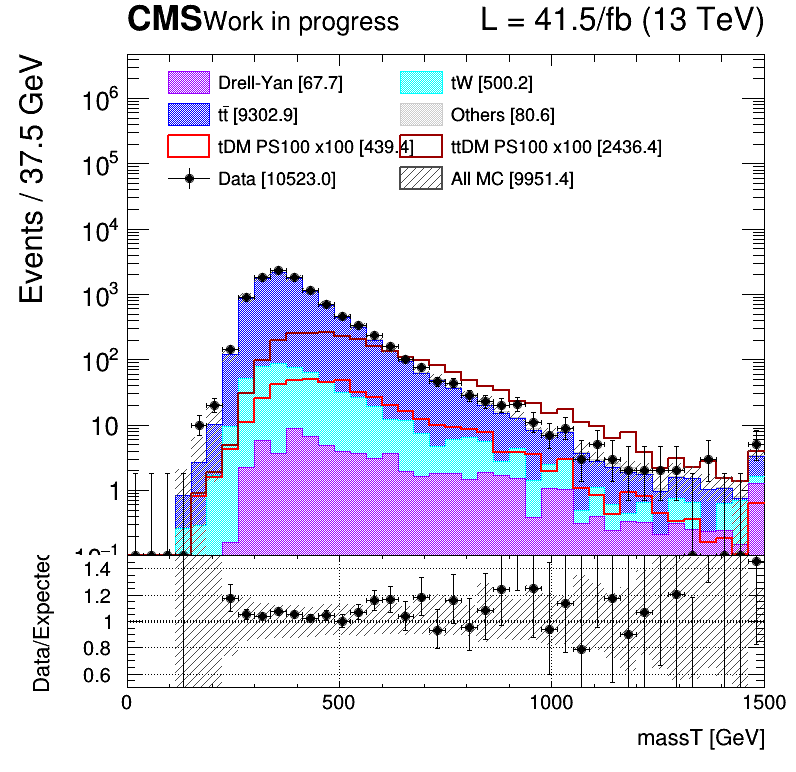 CMS Work in progress L = 41.5/fb (13 TeV)
Events / 37.5 GeV
10⁶
10⁵
10⁴
10³
10²
10
1
10⁻¹
Drell-Yan [67.7] tW [500.2]
tt̄ [9302.9] Others [80.6]
tDM PS100 x100 [439.4] ttDM PS100 x100 [2436.4]
Data [10523.0] All MC [9951.4]
Data/Expected
1.4
1.2
1
0.8
0.6
0 500 1000 1500
massT [GeV]